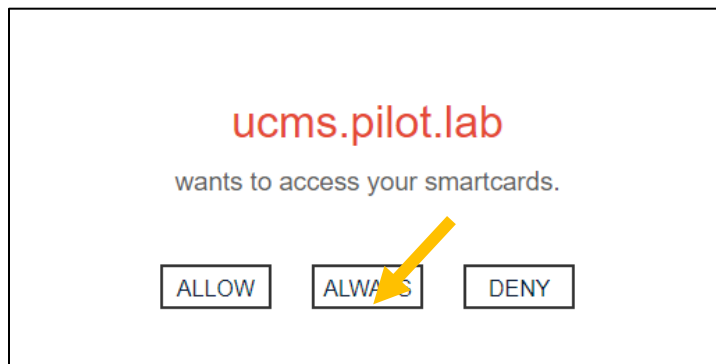 ucms.pilot.lab
wants to access your smartcards.
ALLOW ALWAYS DENY